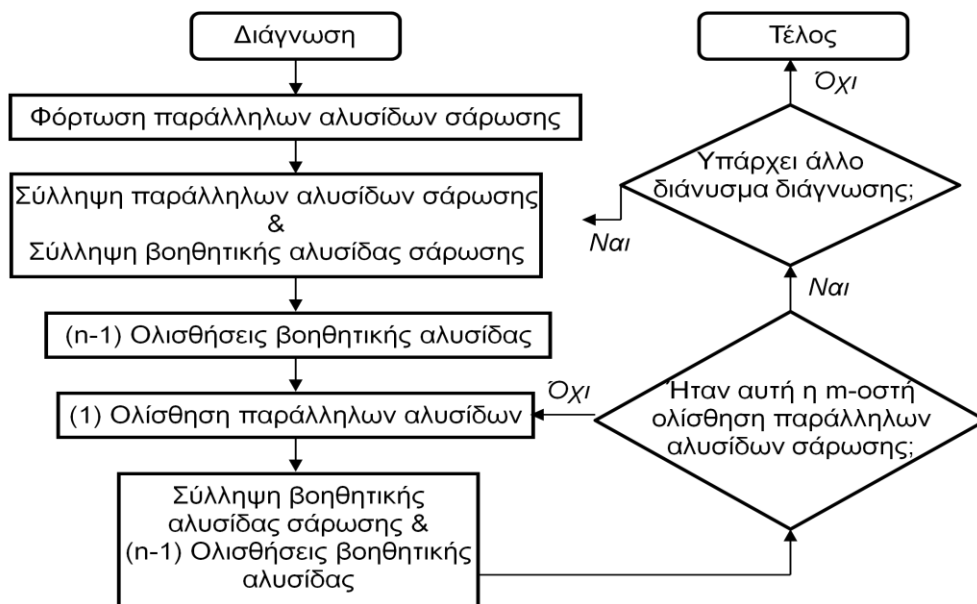 Διάγνωση
Φόρτωση παράλληλων αλυσίδων σάρωσης
Σύλληψη παράλληλων αλυσίδων σάρωσης
&
Σύλληψη βοηθητικής αλυσίδας σάρωσης
(n-1) Ολισθήσεις βοηθητικής αλυσίδας
(1) Ολίσθηση παράλληλων αλυσίδων
Σύλληψη βοηθητικής
αλυσίδας σάρωσης &
(n-1) Ολισθήσεις βοηθητικής
αλυσίδας
Όχι
Ήταν αυτή η m-οστή
ολίσθηση παράλληλων
αλυσίδων σάρωσης;
Ναι
Υπάρχει άλλο
διάνυσμα διάγνωσης;
Ναι
Όχι
Τέλος